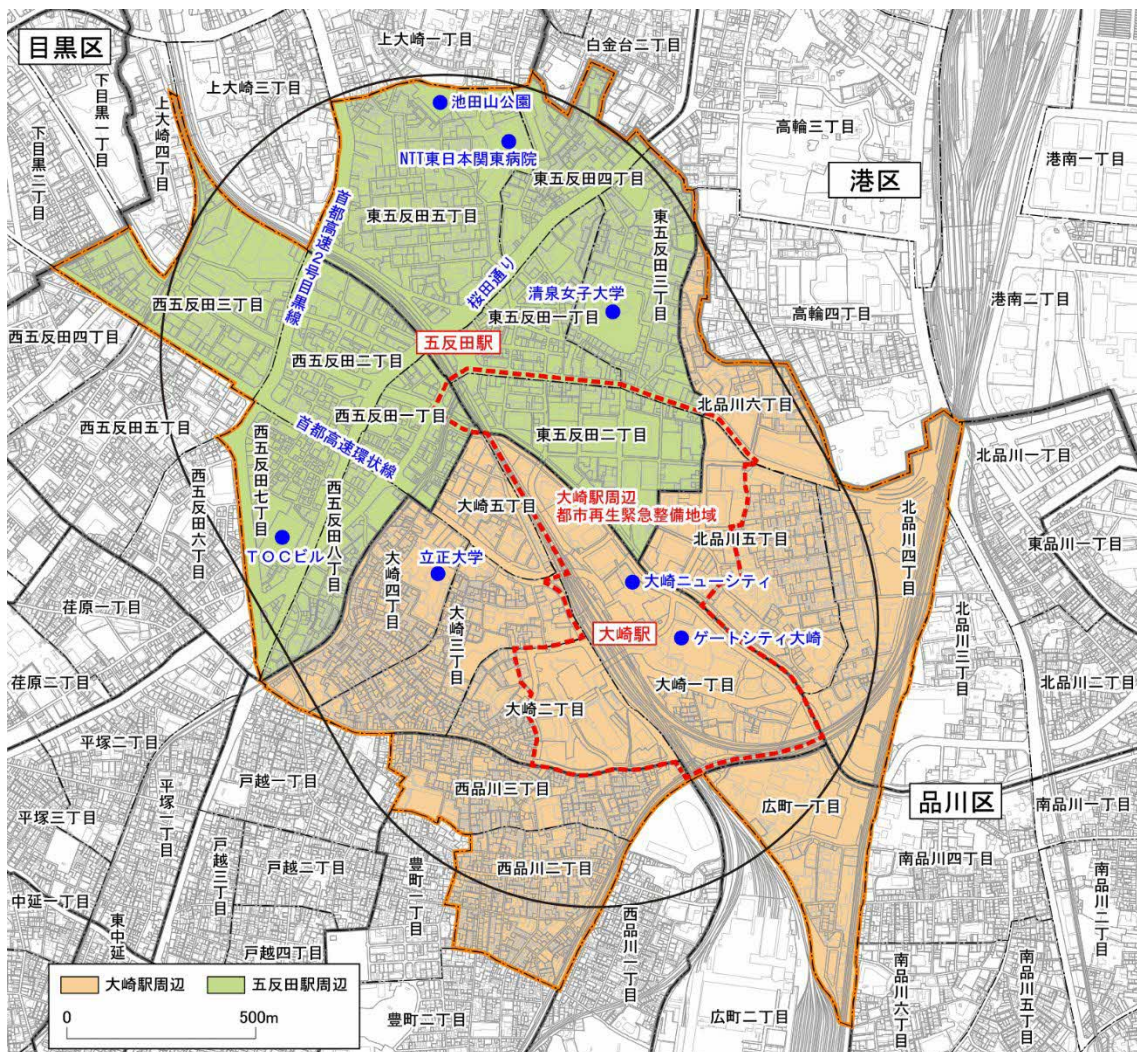 目黒区
上大崎一丁目
白金台二丁目
下目黒一丁目
上大崎三丁目
上大崎四丁目
下目黒二丁目
池田山公園
NTT東日本関東病院
高輪三丁目
港南一丁目
港区
東五反田四丁目
東五反田五丁目
首都高速2号目黒線
桜田通り
東五反田三丁目
清泉女子大学
東五反田一丁目
港南二丁目
高輪四丁目
西五反田三丁目
西五反田四丁目
五反田駅
西五反田二丁目
北品川六丁目
西五反田一丁目
西五反田五丁目
首都高速環状線
東五反田二丁目
北品川一丁目
西五反田七丁目
西五反田八丁目
西五反田六丁目
大崎五丁目
大崎駅周辺
都市再生緊急整備地域
北品川五丁目
北品川四丁目
東品川一丁目
TOCビル
立正大学
大崎四丁目
大崎ニューシティ
荏原一丁目
大崎三丁目
大崎駅
ゲートシティ大崎
北品川三丁目
北品川二丁目
荏原二丁目
大崎一丁目
大崎二丁目
平塚二丁目
戸越一丁目
西品川三丁目
広町一丁目
品川区
南品川一丁目
平塚三丁目
平塚一丁目
戸越二丁目
戸越三丁目
豊町一丁目
西品川二丁目
南品川四丁目
南品川二丁目
中延一丁目
東中延
戸越四丁目
西品川一丁目
南品川六丁目
南品川五丁目
大崎駅周辺
五反田駅周辺
0
500m
豊町二丁目
広町二丁目